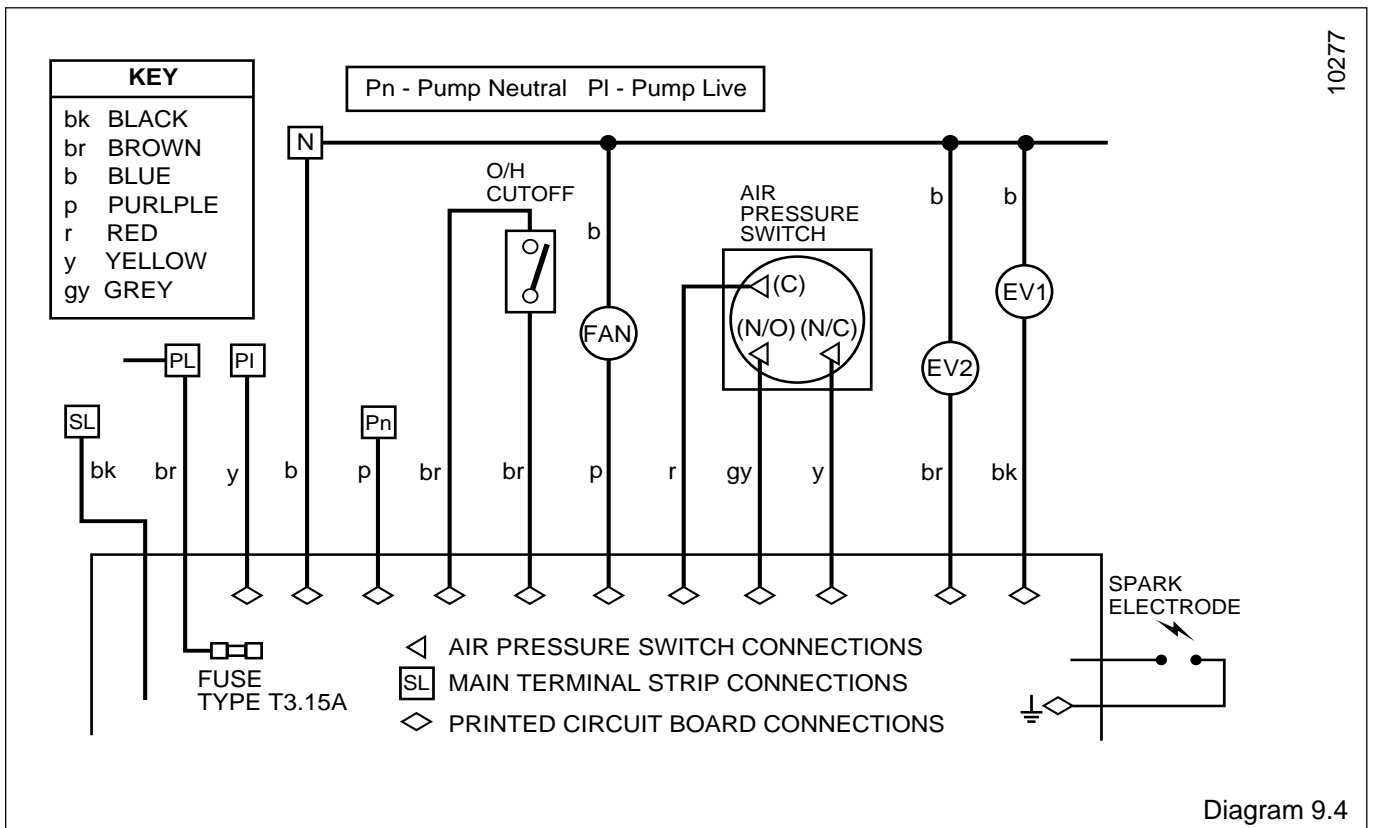 10277
KEY
bk BLACK
br BROWN
b BLUE
p PURLPLE
r RED
y YELLOW
gy GREY
Pn - Pump Neutral Pl - Pump Live
N
O/H
CUTOFF
b
AIR
PRESSURE
SWITCH
b
b
(C)
(N/O) (N/C)
FAN
EV1
EV2
PL
Pl
SL
Pn
bk
br
y
b
p
br
br
p
r
gy
y
br
bk
SPARK
ELECTRODE
FUSE
TYPE T3.15A
AIR PRESSURE SWITCH CONNECTIONS
SL MAIN TERMINAL STRIP CONNECTIONS
PRINTED CIRCUIT BOARD CONNECTIONS
Diagram 9.4